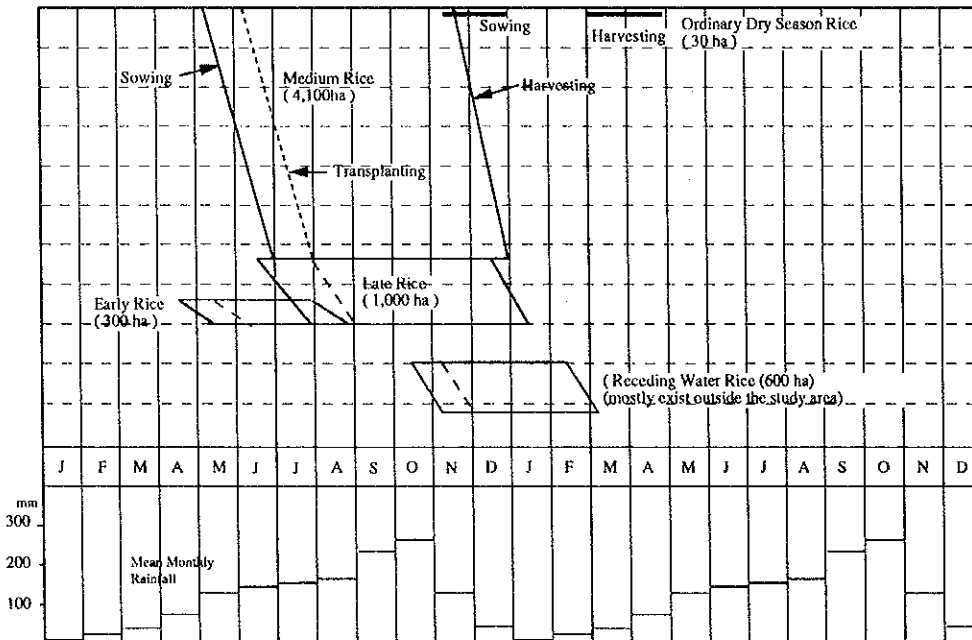 Sowing
Harvesting
Ordinary Dry Season Rice
( 30 ha )
Sowing
Medium Rice
( 4,100ha )
Harvesting
Transplanting
Late Rice
( 1,000 ha )
Early Rice
( 300 ha )
( Receding Water Rice (600 ha)
(mostly exist outside the study area)
J F M A M J J A S O N D J F M A M J J A S O N D
mm
300
200
100
Mean Monthly
Rainfall